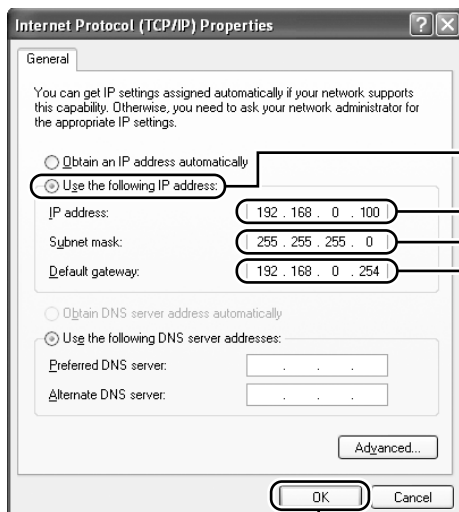 Internet Protocol (TCP/IP) Properties
General
You can get IP settings assigned automatically if your network supports
this capability. Otherwise, you need to ask your network administrator for
the appropriate IP settings.
Obtain an IP address automatically
Use the following IP address:
IP address: 192 . 168 . 0 . 100
Subnet mask: 255 . 255 . 255 . 0
Default gateway: 192 . 168 . 0 . 254
Obtain DNS server address automatically
Use the following DNS server addresses:
Preferred DNS server: . . .
Alternate DNS server: . . .
Advanced...
OK Cancel